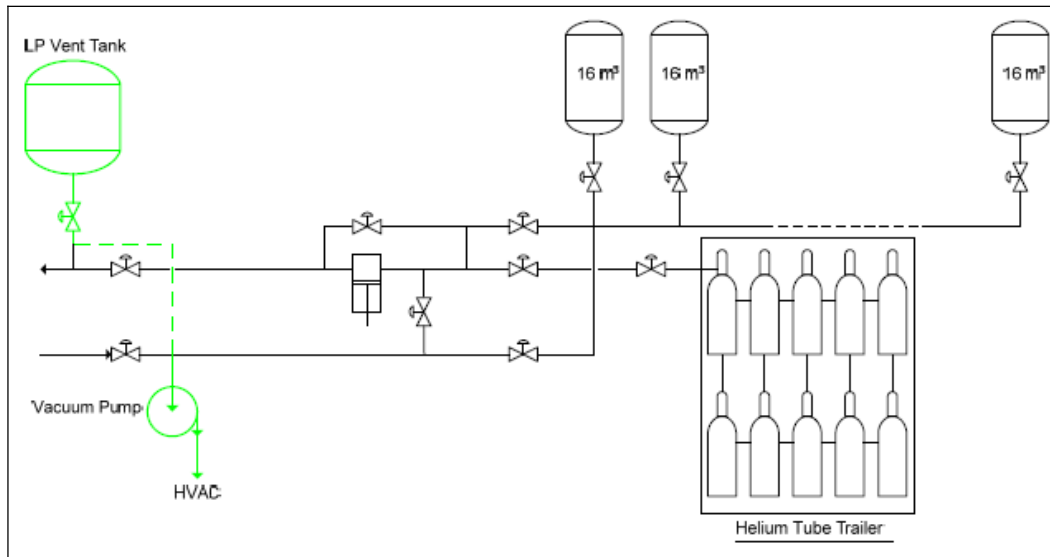 LP Vent Tank
16 m³
16 m³
16 m³
Vacuum Pump
HVAC
Helium Tube Trailer